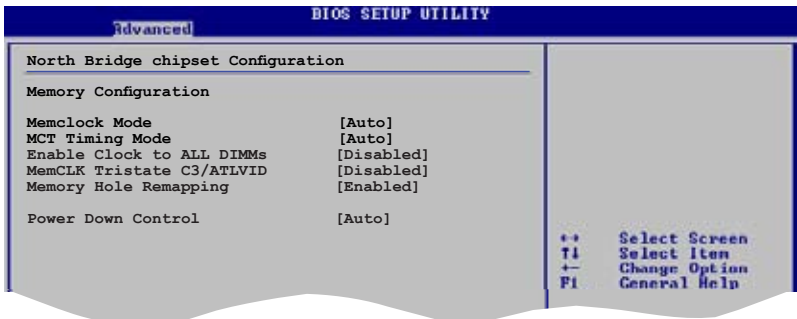 BIOS SETUP UTILITY
Advanced
North Bridge chipset Configuration
Memory Configuration
Memclock Mode [Auto]
MCT Timing Mode [Auto]
Enable Clock to ALL DIMMs [Disabled]
MemCLK Tristate C3/ATLVID [Disabled]
Memory Hole Remapping [Enabled]
Power Down Control [Auto]
←→ Select Screen
↑↓ Select Item
+- Change Option
F1 General Help